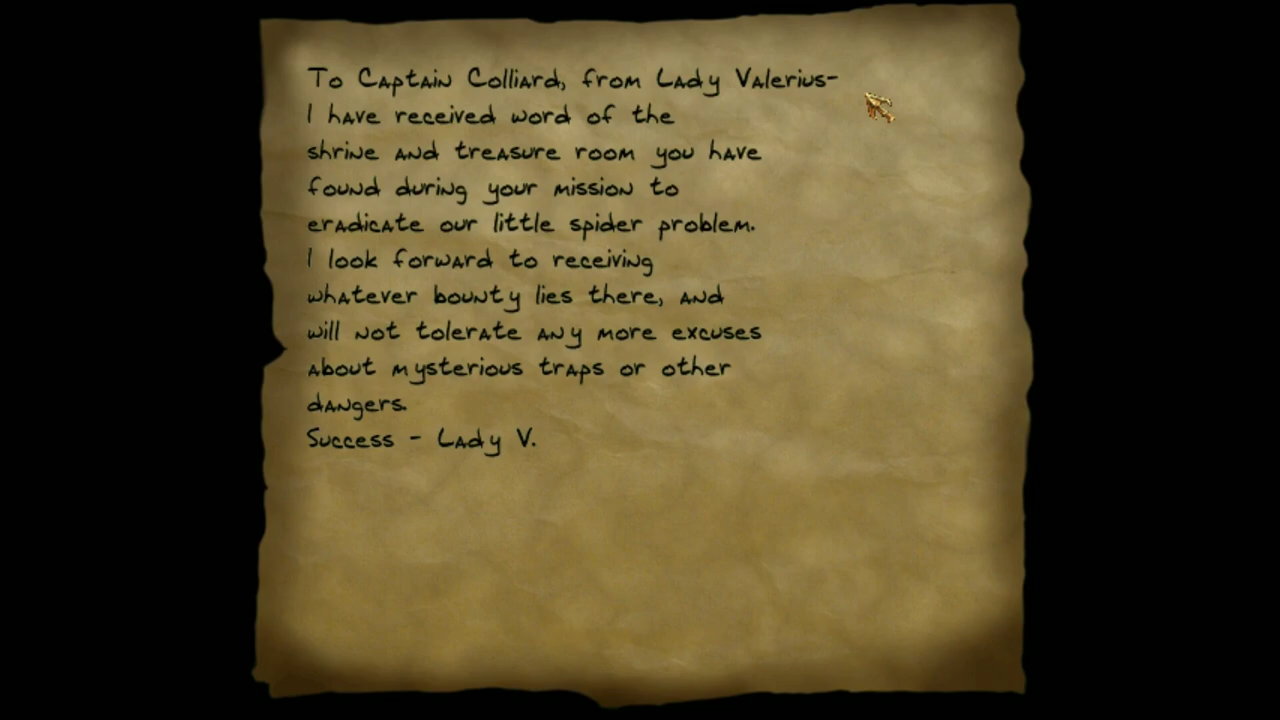 To Captain Colliard, from Lady Valerius-
I have received word of the
shrine and treasure room you have
found during your mission to
eradicate our little spider problem.
I look forward to receiving
whatever bounty lies there, and
will not tolerate any more excuses
about mysterious traps or other
dangers.
Success - Lady V.